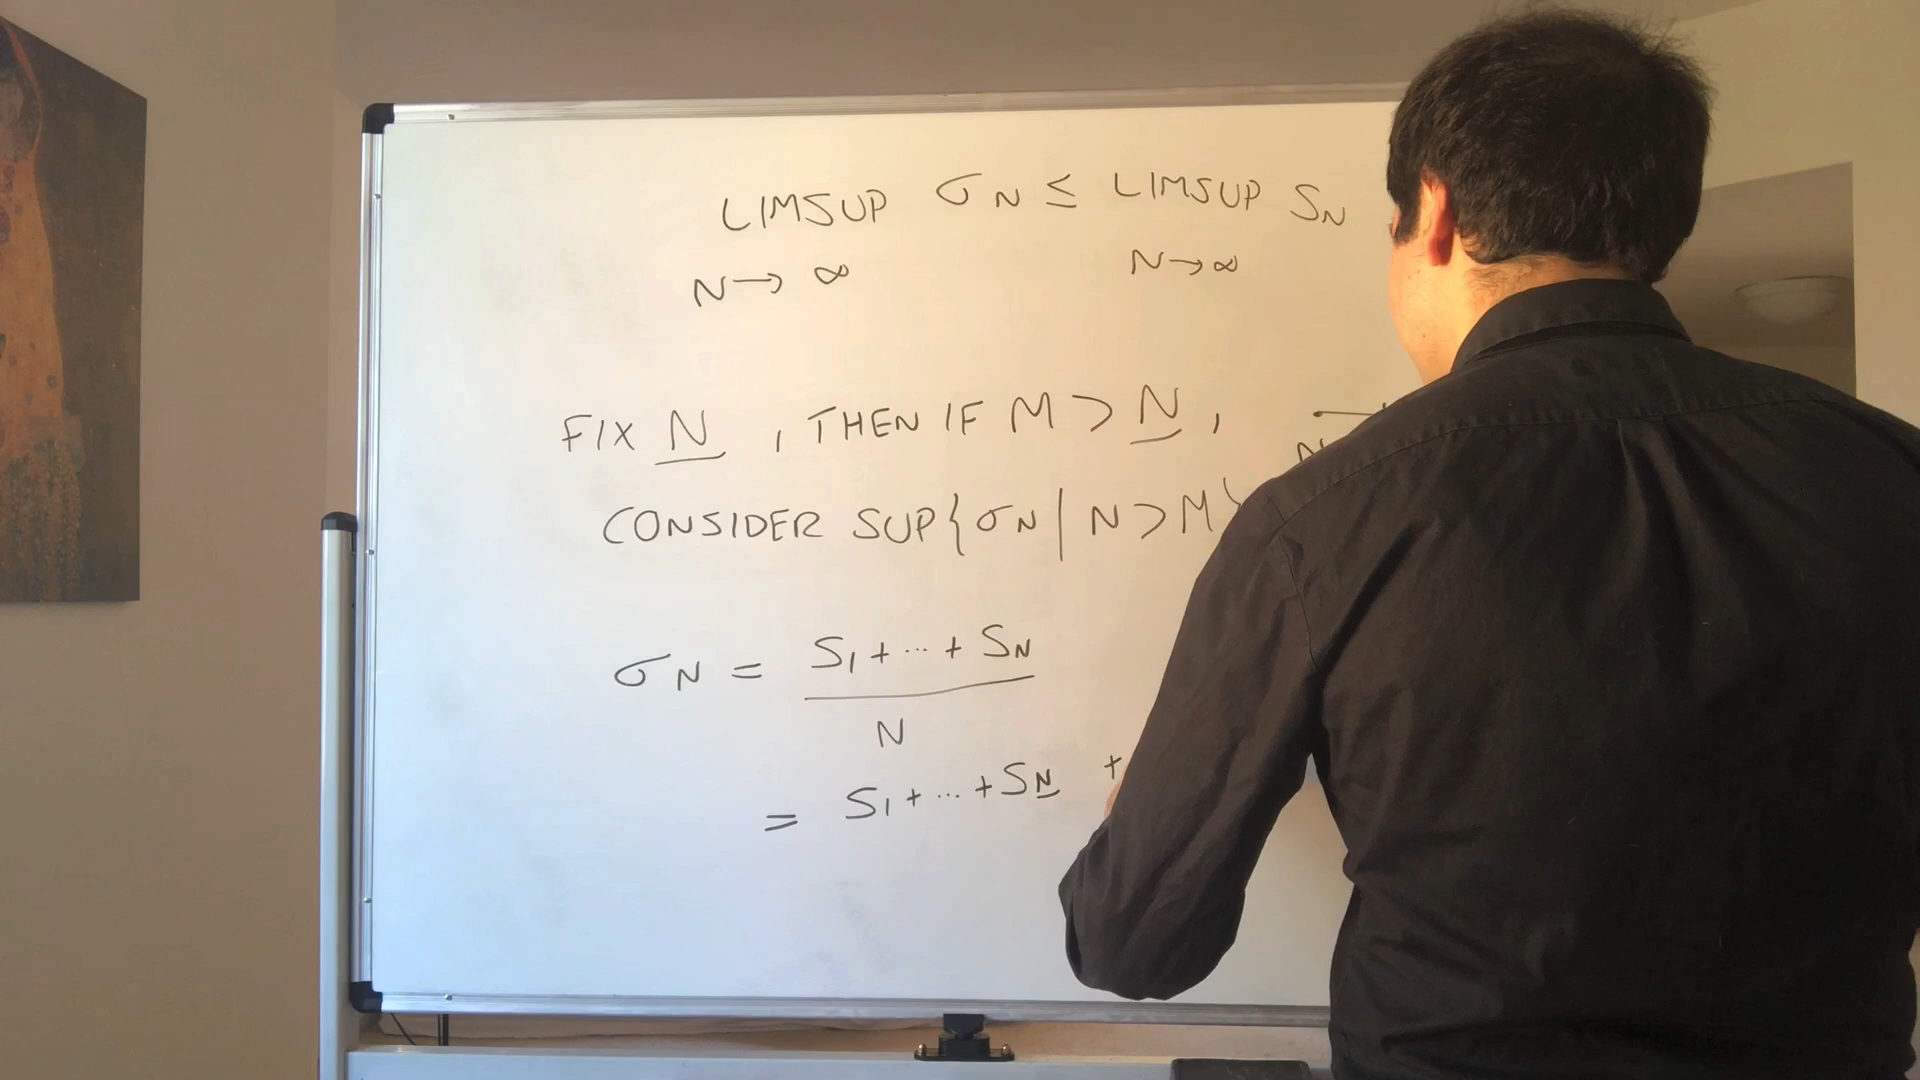 LIMSUP σN ≤ LIMSUP SN
N→∞ N→∞
FIX N, THEN IF M > N,
N
CONSIDER SUP{σN | N>M}
σN = S1+⋯+SN
N
= S1+⋯+SN +